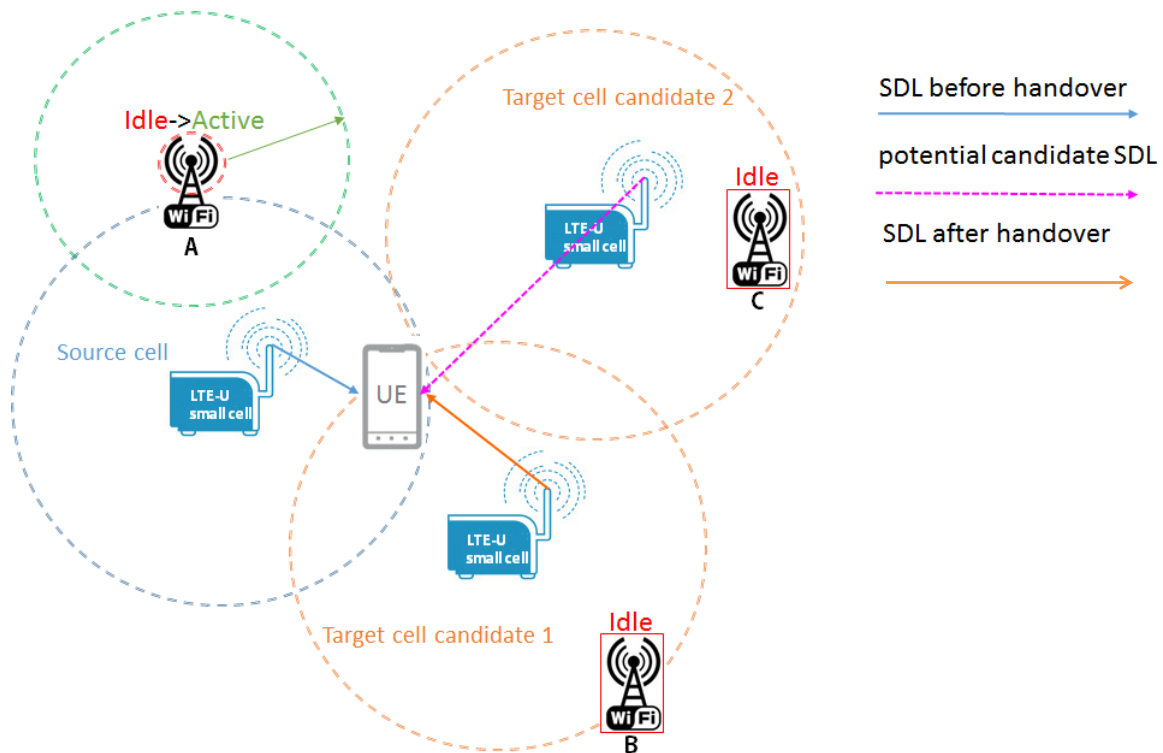 Target cell candidate 2
Idle->Active
Wi Fi
A
Idle
Wi Fi
C
LTE-U
small cell
SDL before handover
potential candidate SDL
SDL after handover
Source cell
LTE-U
small cell
UE
LTE-U
small cell
Target cell candidate 1
Idle
Wi Fi
B